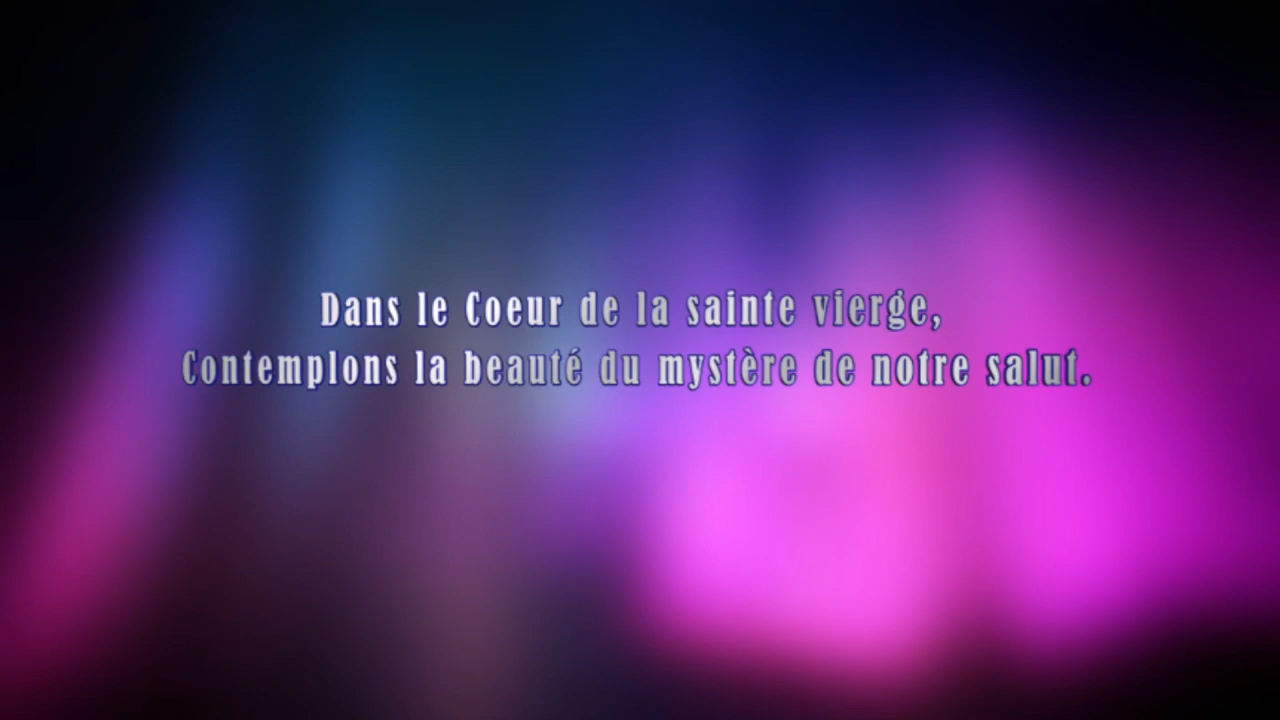 Dans le Coeur de la sainte vierge,
Contemplons la beauté du mystère de notre salut.